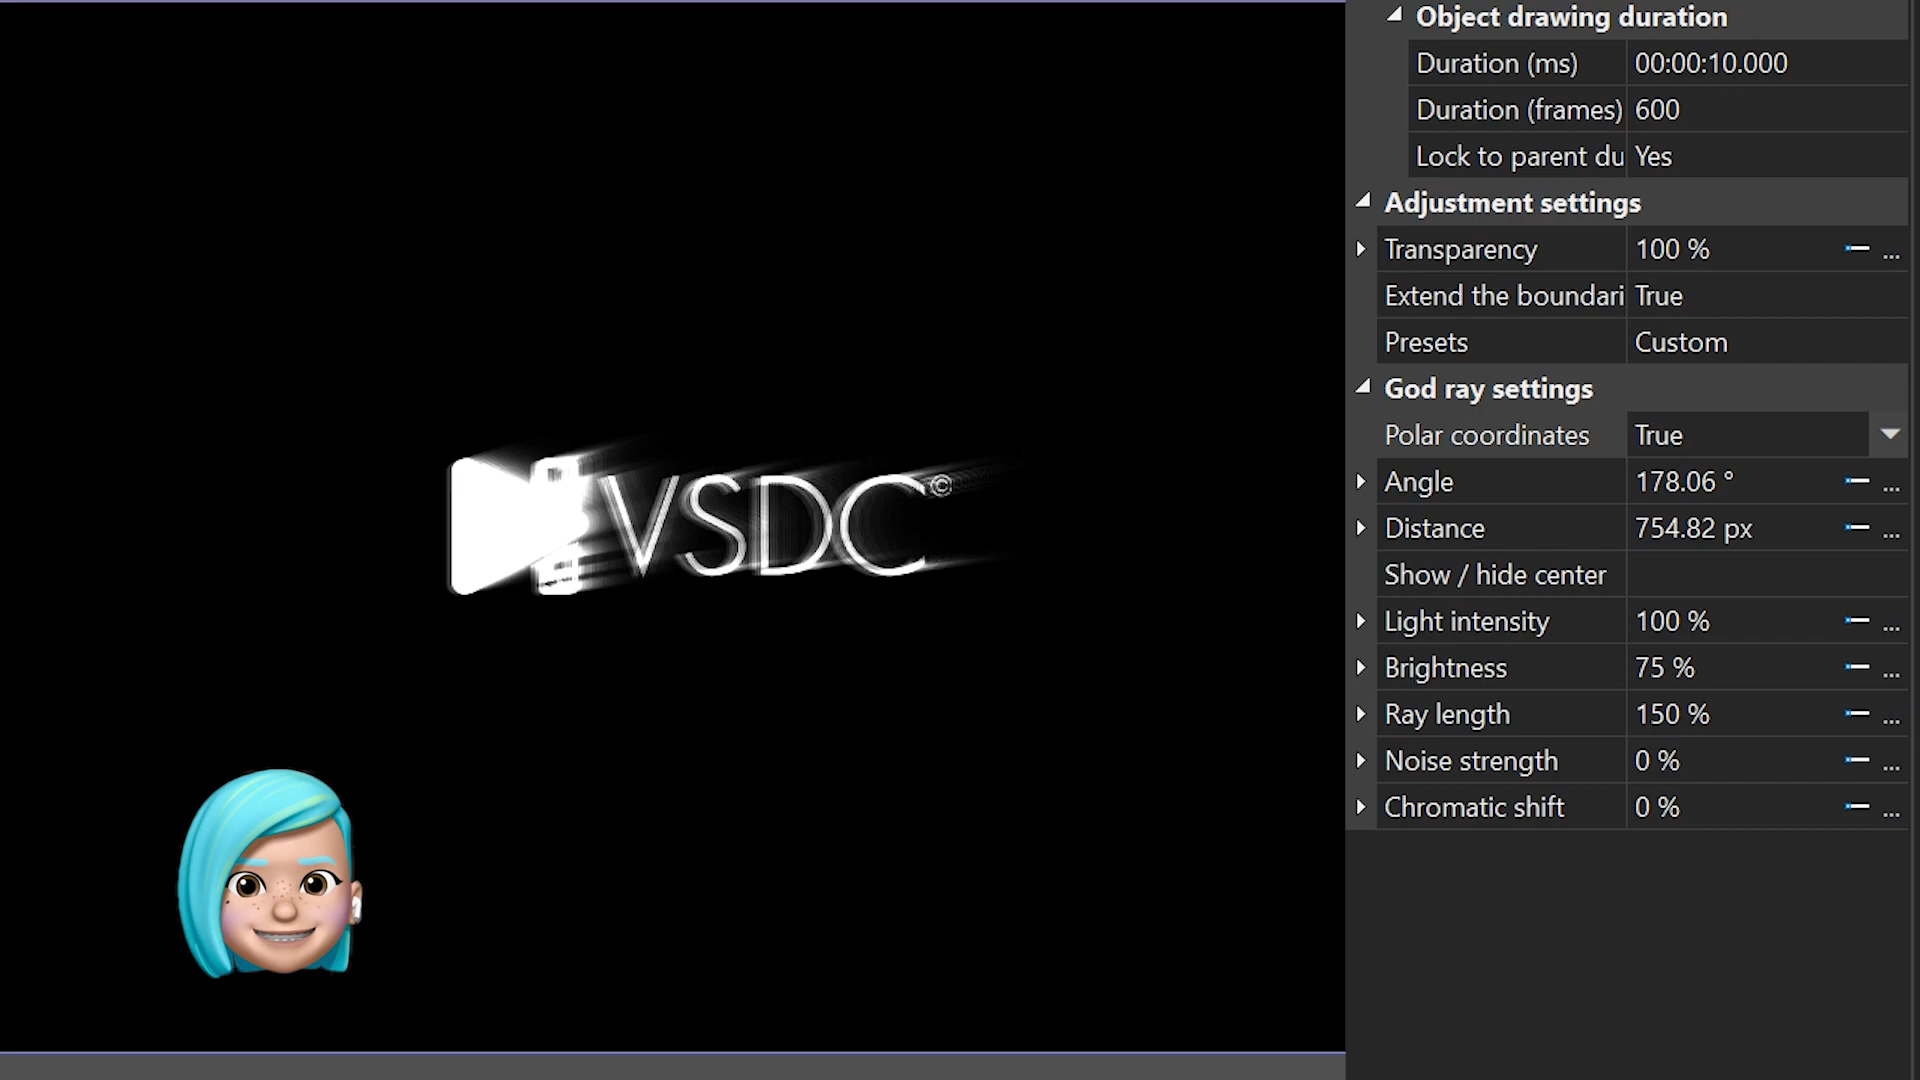 VSDC©
Object drawing duration
Duration (ms) 00:00:10.000
Duration (frames) 600
Lock to parent du Yes
Adjustment settings
Transparency 100 % ...
Extend the boundari True
Presets Custom
God ray settings
Polar coordinates True
Angle 178.06 ° ...
Distance 754.82 px ...
Show / hide center
Light intensity 100 % ...
Brightness 75 % ...
Ray length 150 % ...
Noise strength 0 % ...
Chromatic shift 0 % ...